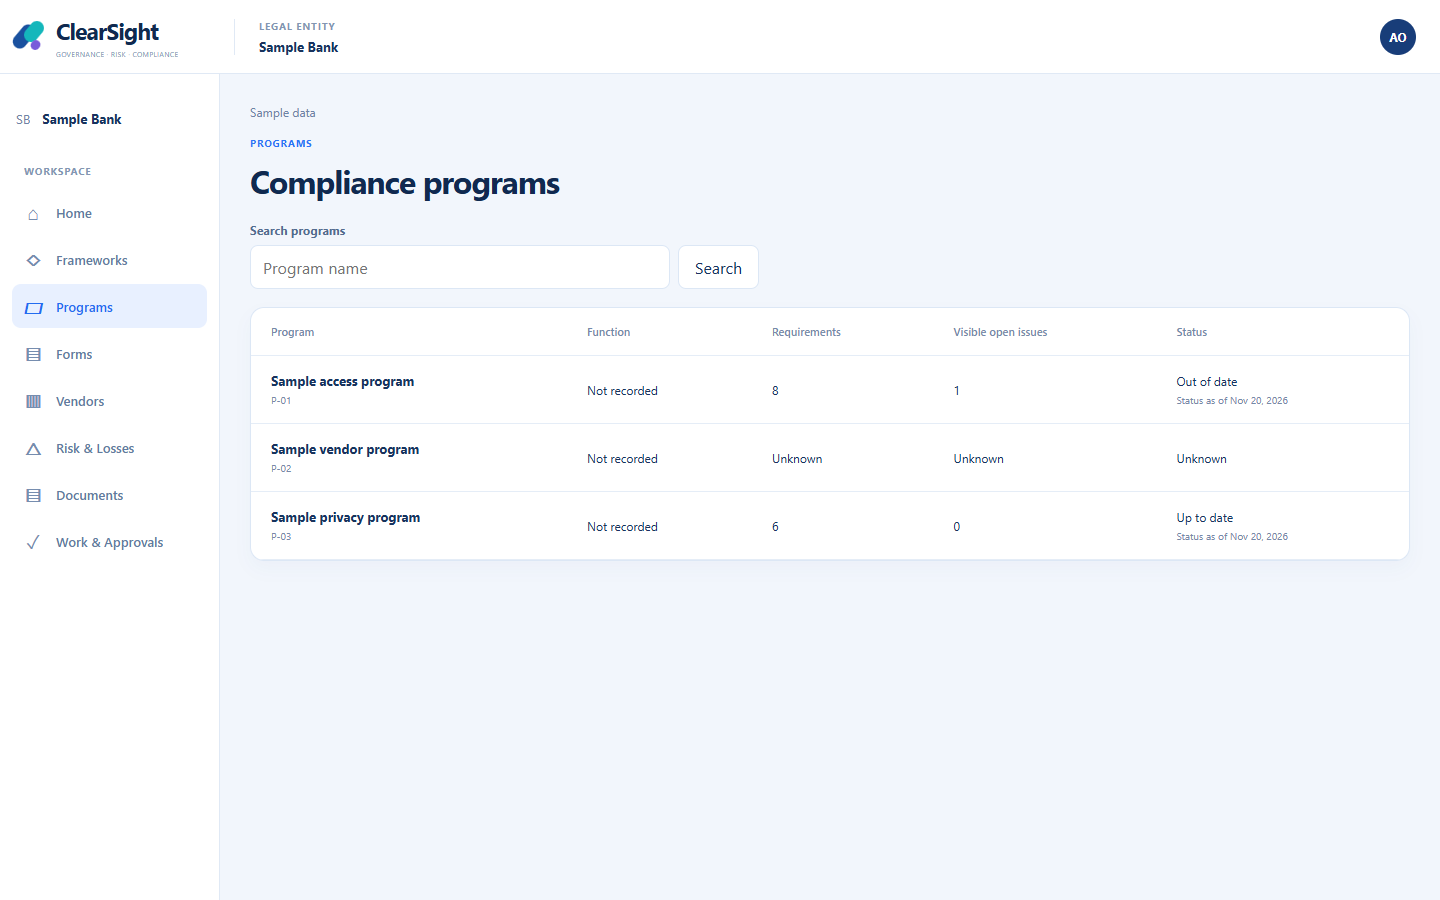 ClearSight
GOVERNANCE · RISK · COMPLIANCE
LEGAL ENTITY
Sample Bank
AO
SB Sample Bank
WORKSPACE
Home
Frameworks
Programs
Forms
Vendors
Risk & Losses
Documents
Work & Approvals
Sample data
PROGRAMS
Compliance programs
Search programs
Program name
Search
Program Function Requirements Visible open issues Status
Sample access program
P-01
Not recorded 8 1
Out of date
Status as of Nov 20, 2026
Sample vendor program
P-02
Not recorded Unknown Unknown Unknown
Sample privacy program
P-03
Not recorded 6 0
Up to date
Status as of Nov 20, 2026